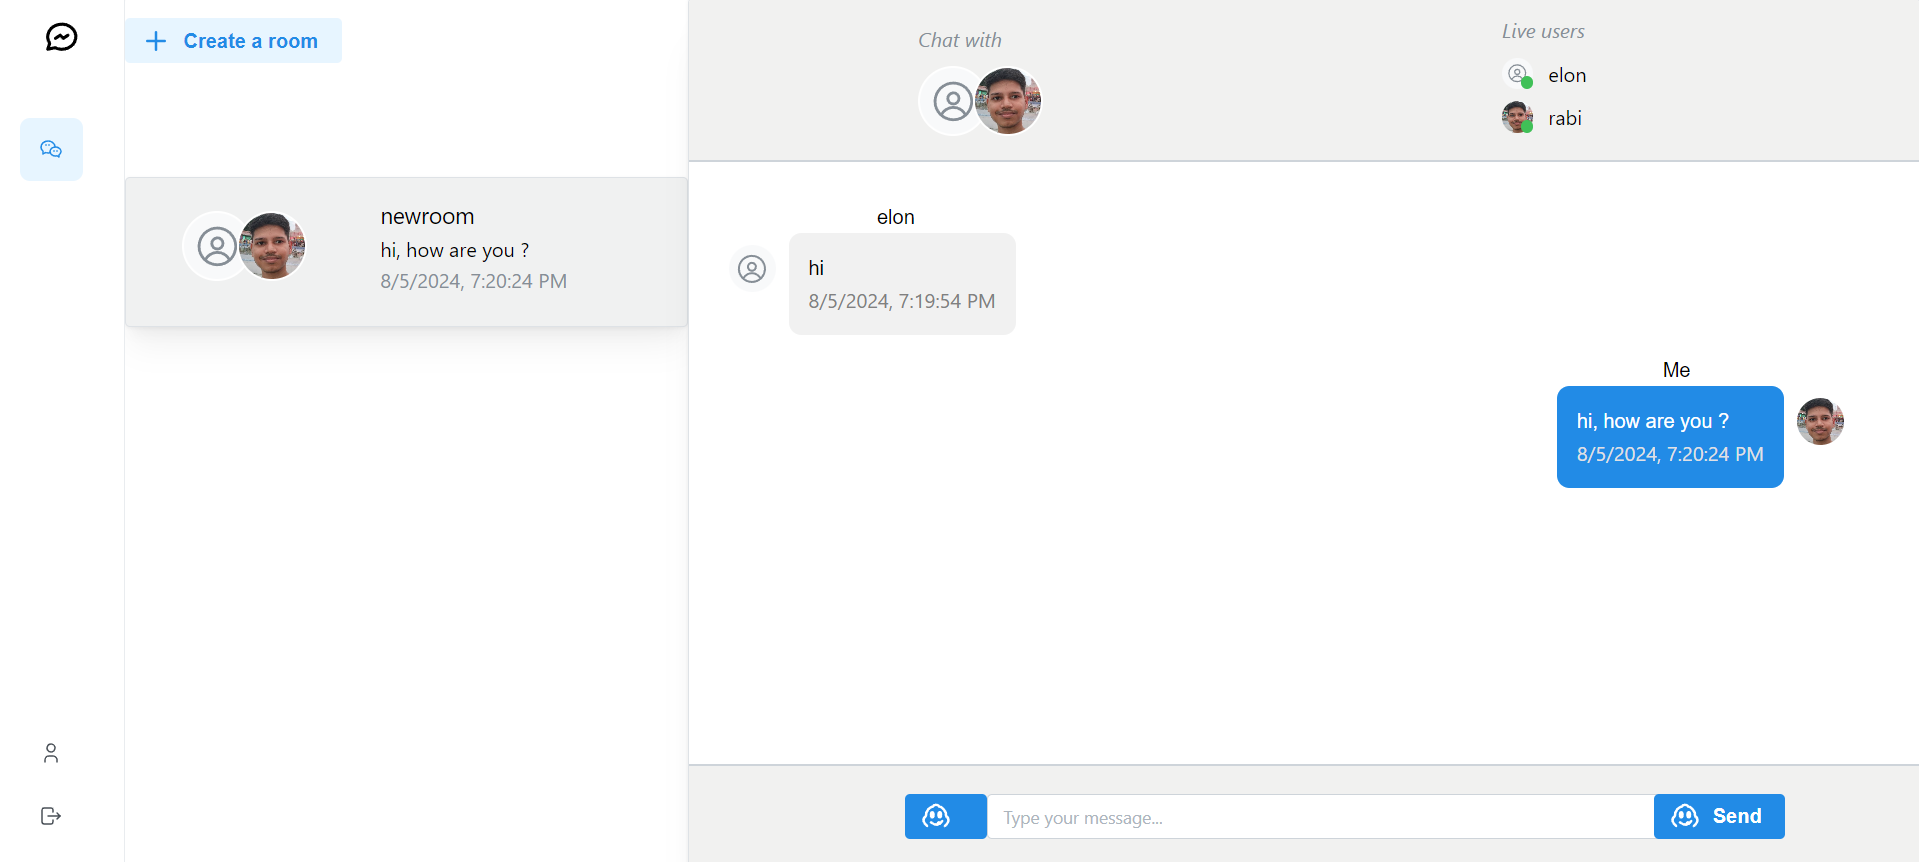 Create a room
newroom
hi, how are you ?
8/5/2024, 7:20:24 PM
Chat with
Live users
elon
rabi
elon
hi
8/5/2024, 7:19:54 PM
Me
hi, how are you ?
8/5/2024, 7:20:24 PM
Type your message...
Send